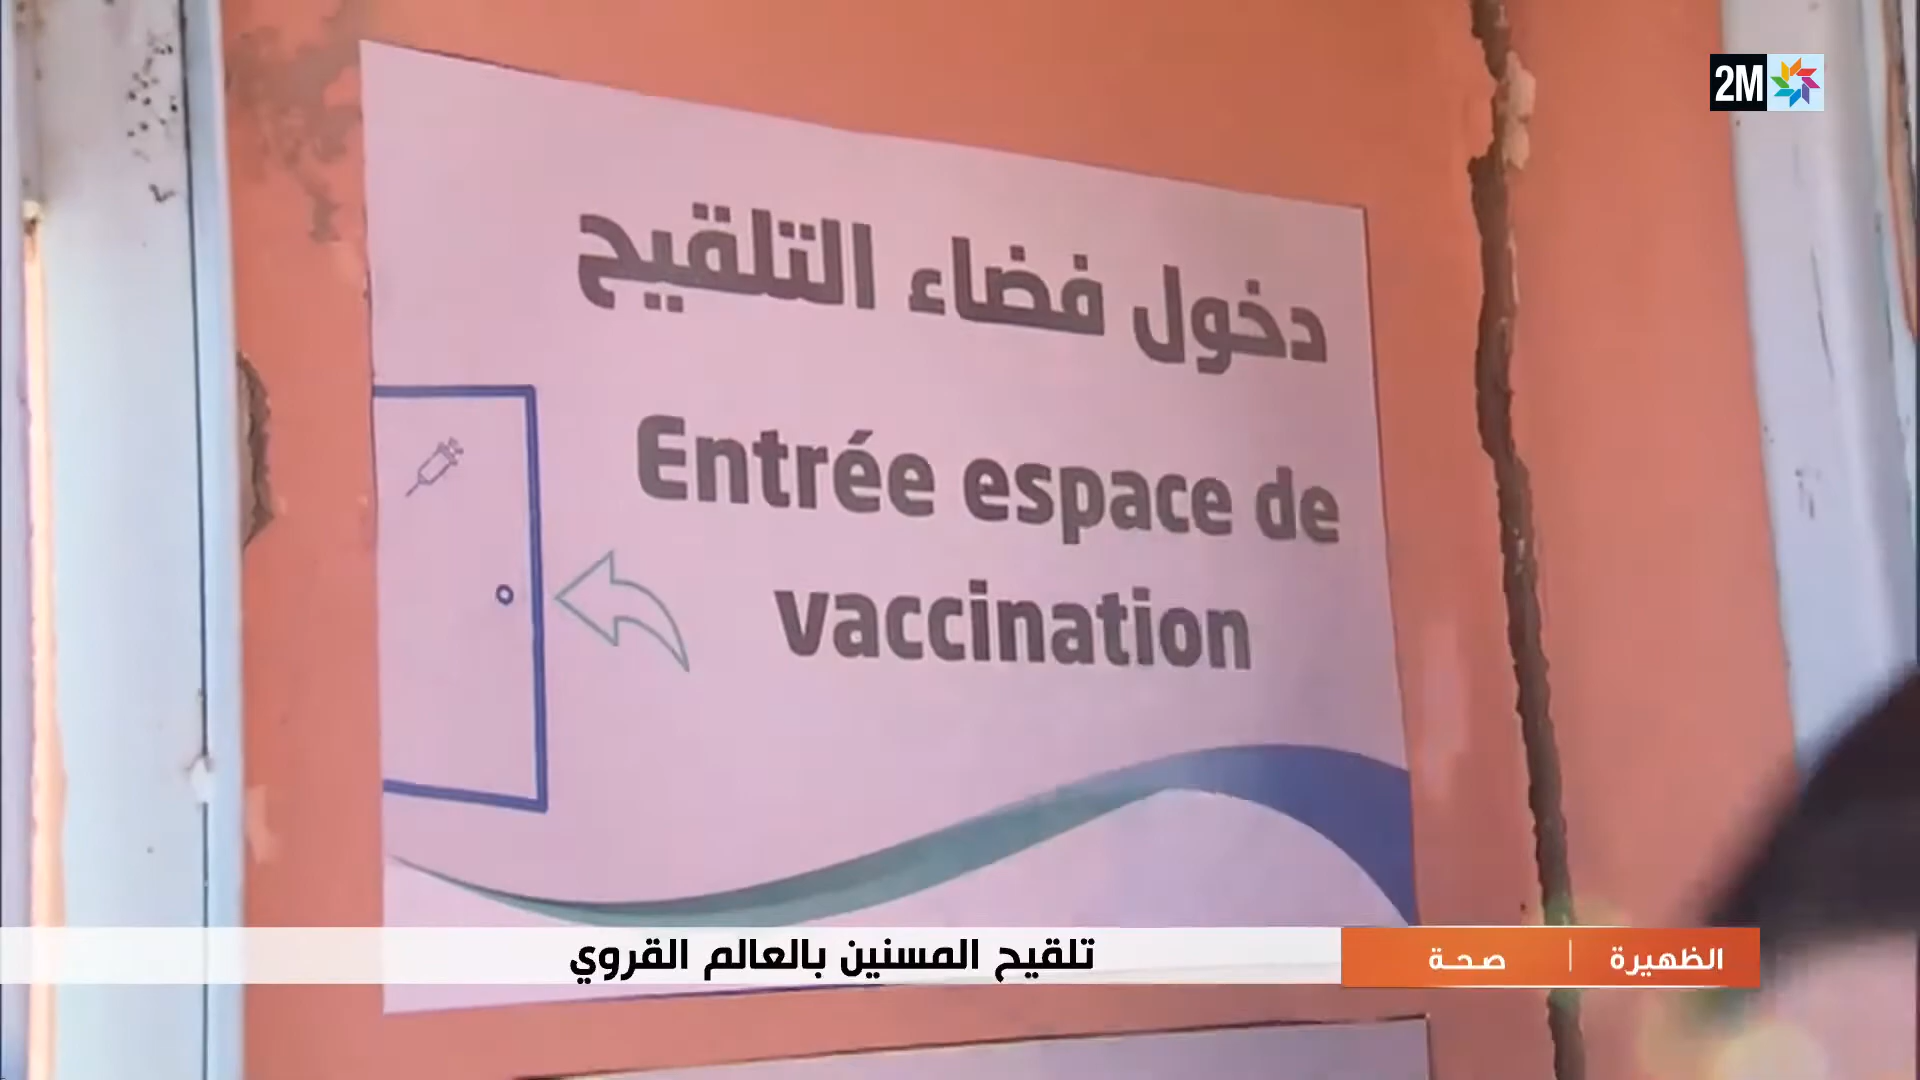 2M
دخول فضاء التلقيح
Entrée espace de
vaccination
الظهيرة | صحة
تلقيح المسنين بالعالم القروي